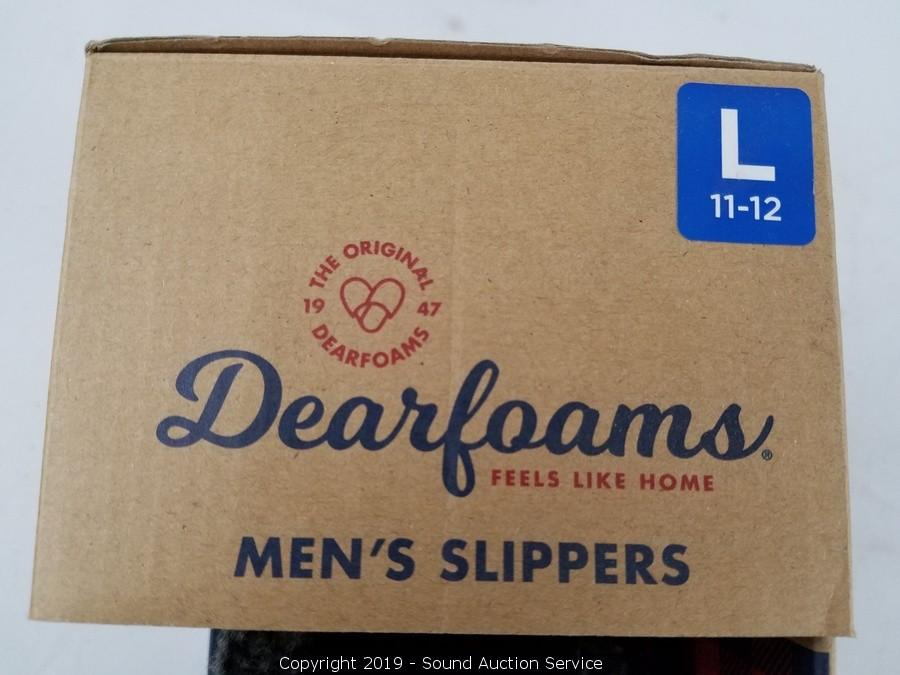 L
11-12
THE ORIGINAL
19 47
DEARFOAMS
Dearfoams®
FEELS LIKE HOME
MEN'S SLIPPERS
Copyright 2019 - Sound Auction Service